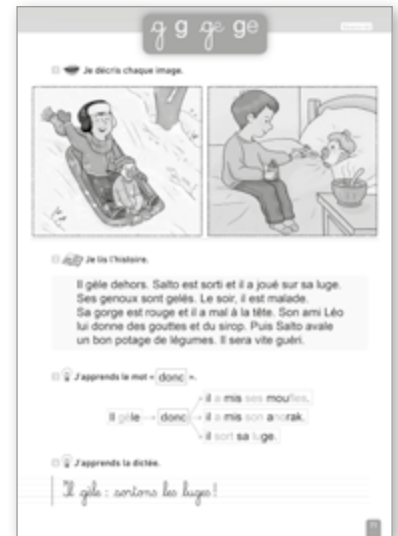 g g ge ge
Je décris chaque image.
Je lis l'histoire.
Il gèle dehors. Salto est sorti et il a joué sur sa luge.
Ses genoux sont gelés. Le soir, il est malade.
Sa gorge est rouge et il a mal à la tête. Son ami Léo
lui donne des gouttes et du sirop. Puis Salto avale
un bon potage de légumes. Il sera vite guéri.
J'apprends le mot « donc ».
il a mis ses moufles.
Il gèle → donc → il a mis son anorak.
il sort sa luge.
J'apprends la dictée.
Il gèle : sortons les luges !